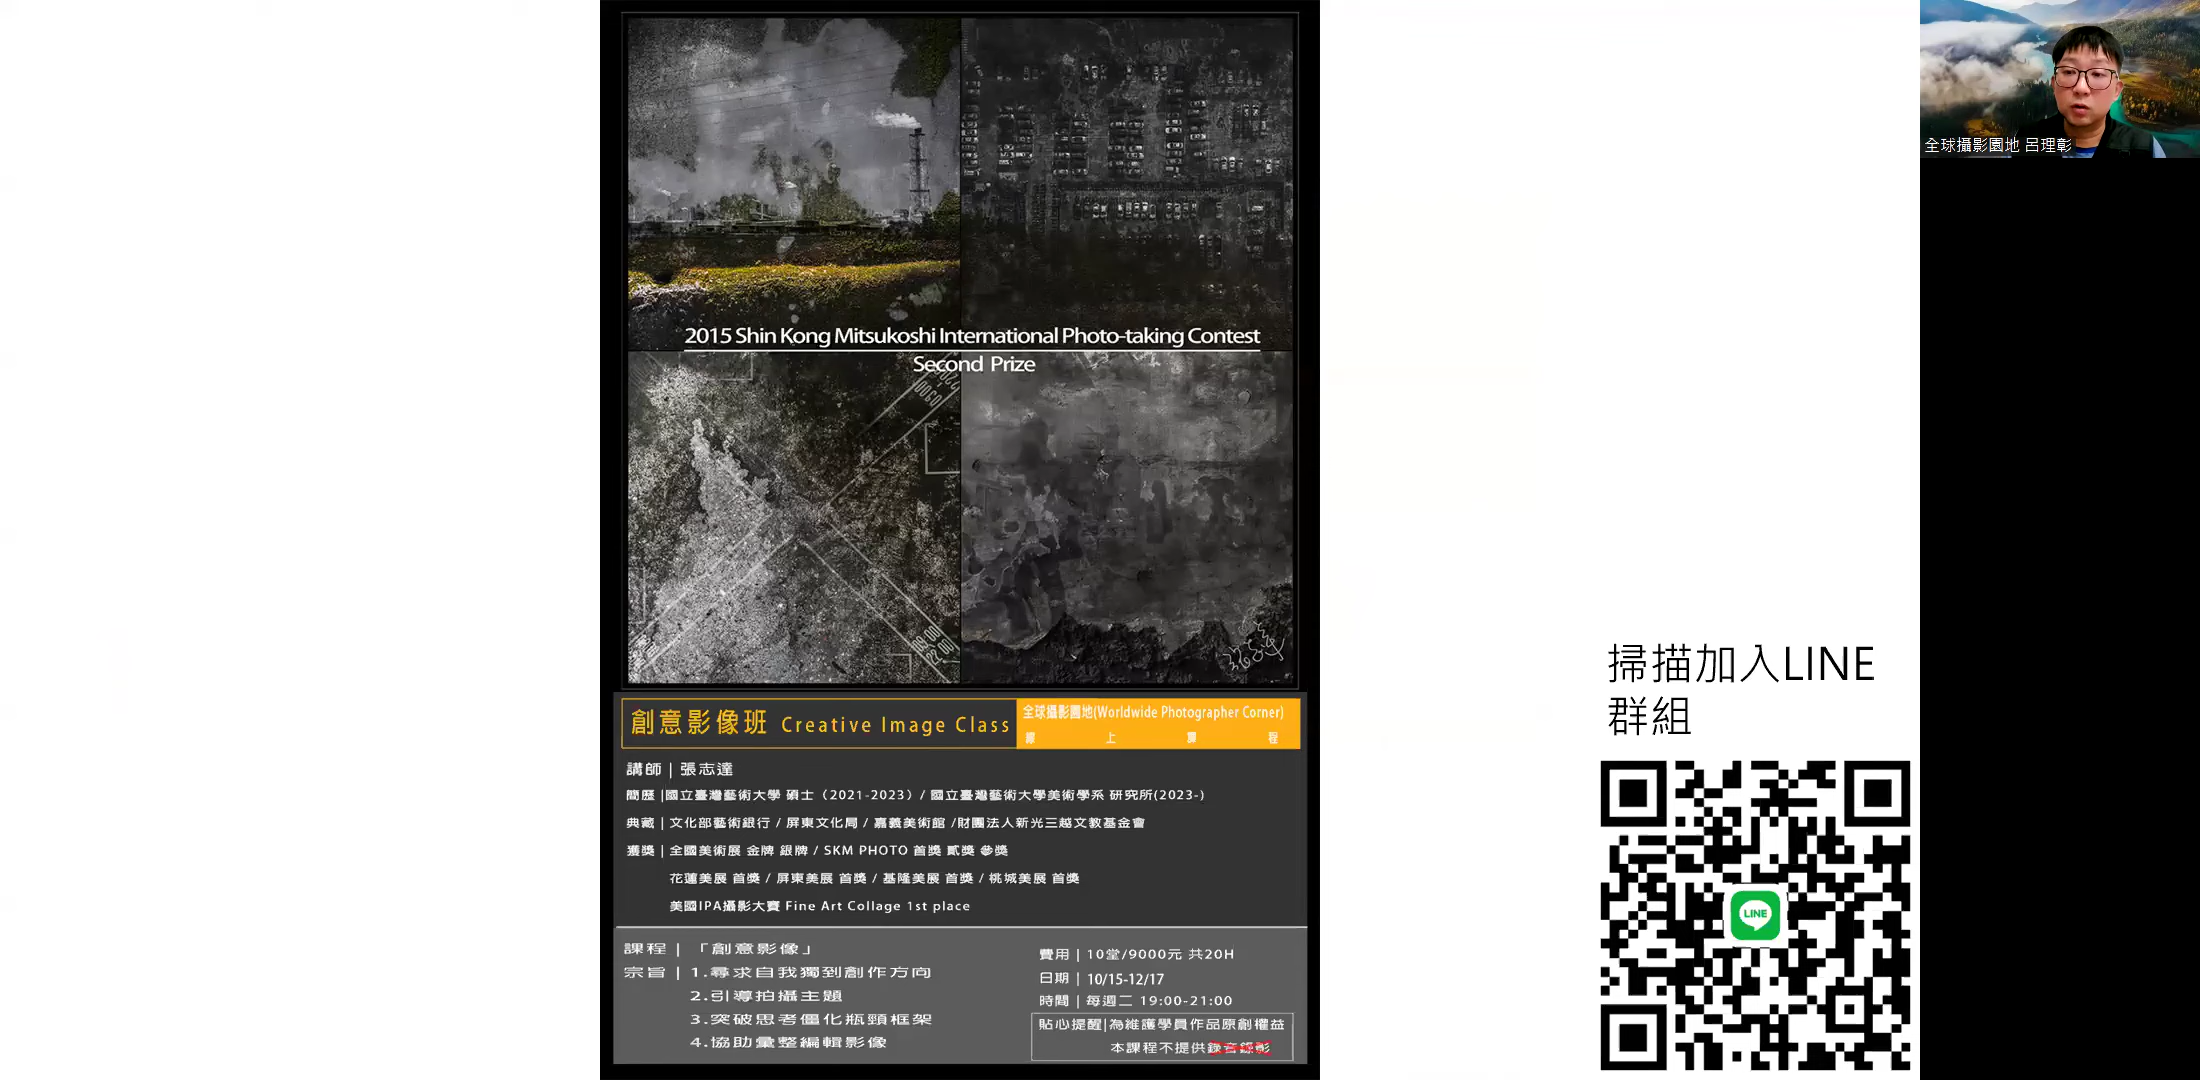 全球攝影園地 呂理彰
2015 Shin Kong Mitsukoshi International Photo-taking Contest
Second Prize
創意影像班 Creative Image Class
全球攝影園地(Worldwide Photographer Corner)
線上課程
講師 | 張志達
簡歷 |國立臺灣藝術大學 碩士（2021-2023）/ 國立臺灣藝術大學美術學系 研究所(2023-)
典藏 | 文化部藝術銀行 / 屏東文化局 / 嘉義美術館 /財團法人新光三越文教基金會
獲獎 | 全國美術展 金牌 銀牌 / SKM PHOTO 首獎 貳獎 參獎
花蓮美展 首獎 / 屏東美展 首獎 / 基隆美展 首獎 / 桃城美展 首獎
美國IPA攝影大賽 Fine Art Collage 1st place
課程 | 「創意影像」
宗旨 | 1.尋求自我獨到創作方向
2.引導拍攝主題
3.突破思考僵化瓶頸框架
4.協助彙整編輯影像
費用 | 10堂/9000元 共20H
日期 | 10/15-12/17
時間 | 每週二 19:00-21:00
貼心提醒|為維護學員作品原創權益
本課程不提供錄音錄影
掃描加入LINE
群組
LINE